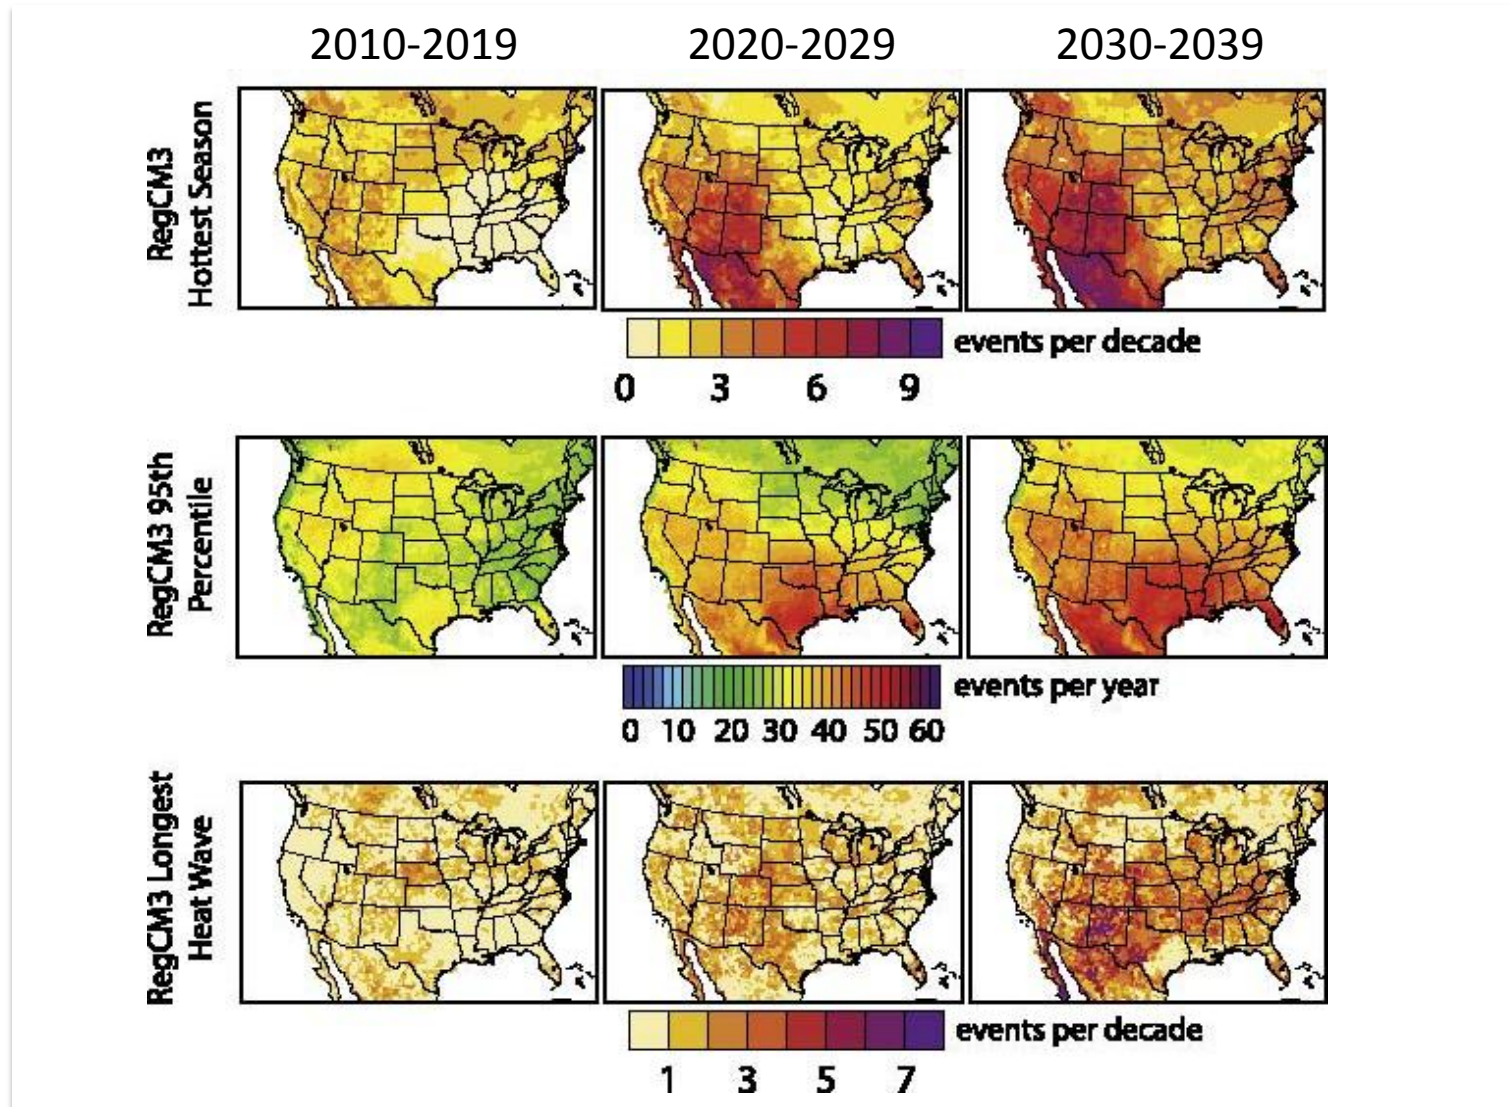 2010-2019
2020-2029
2030-2039
RegCM3
Hottest Season
events per decade
0 3 6 9
RegCM3 95th
Percentile
events per year
0 10 20 30 40 50 60
RegCM3 Longest
Heat Wave
events per decade
1 3 5 7